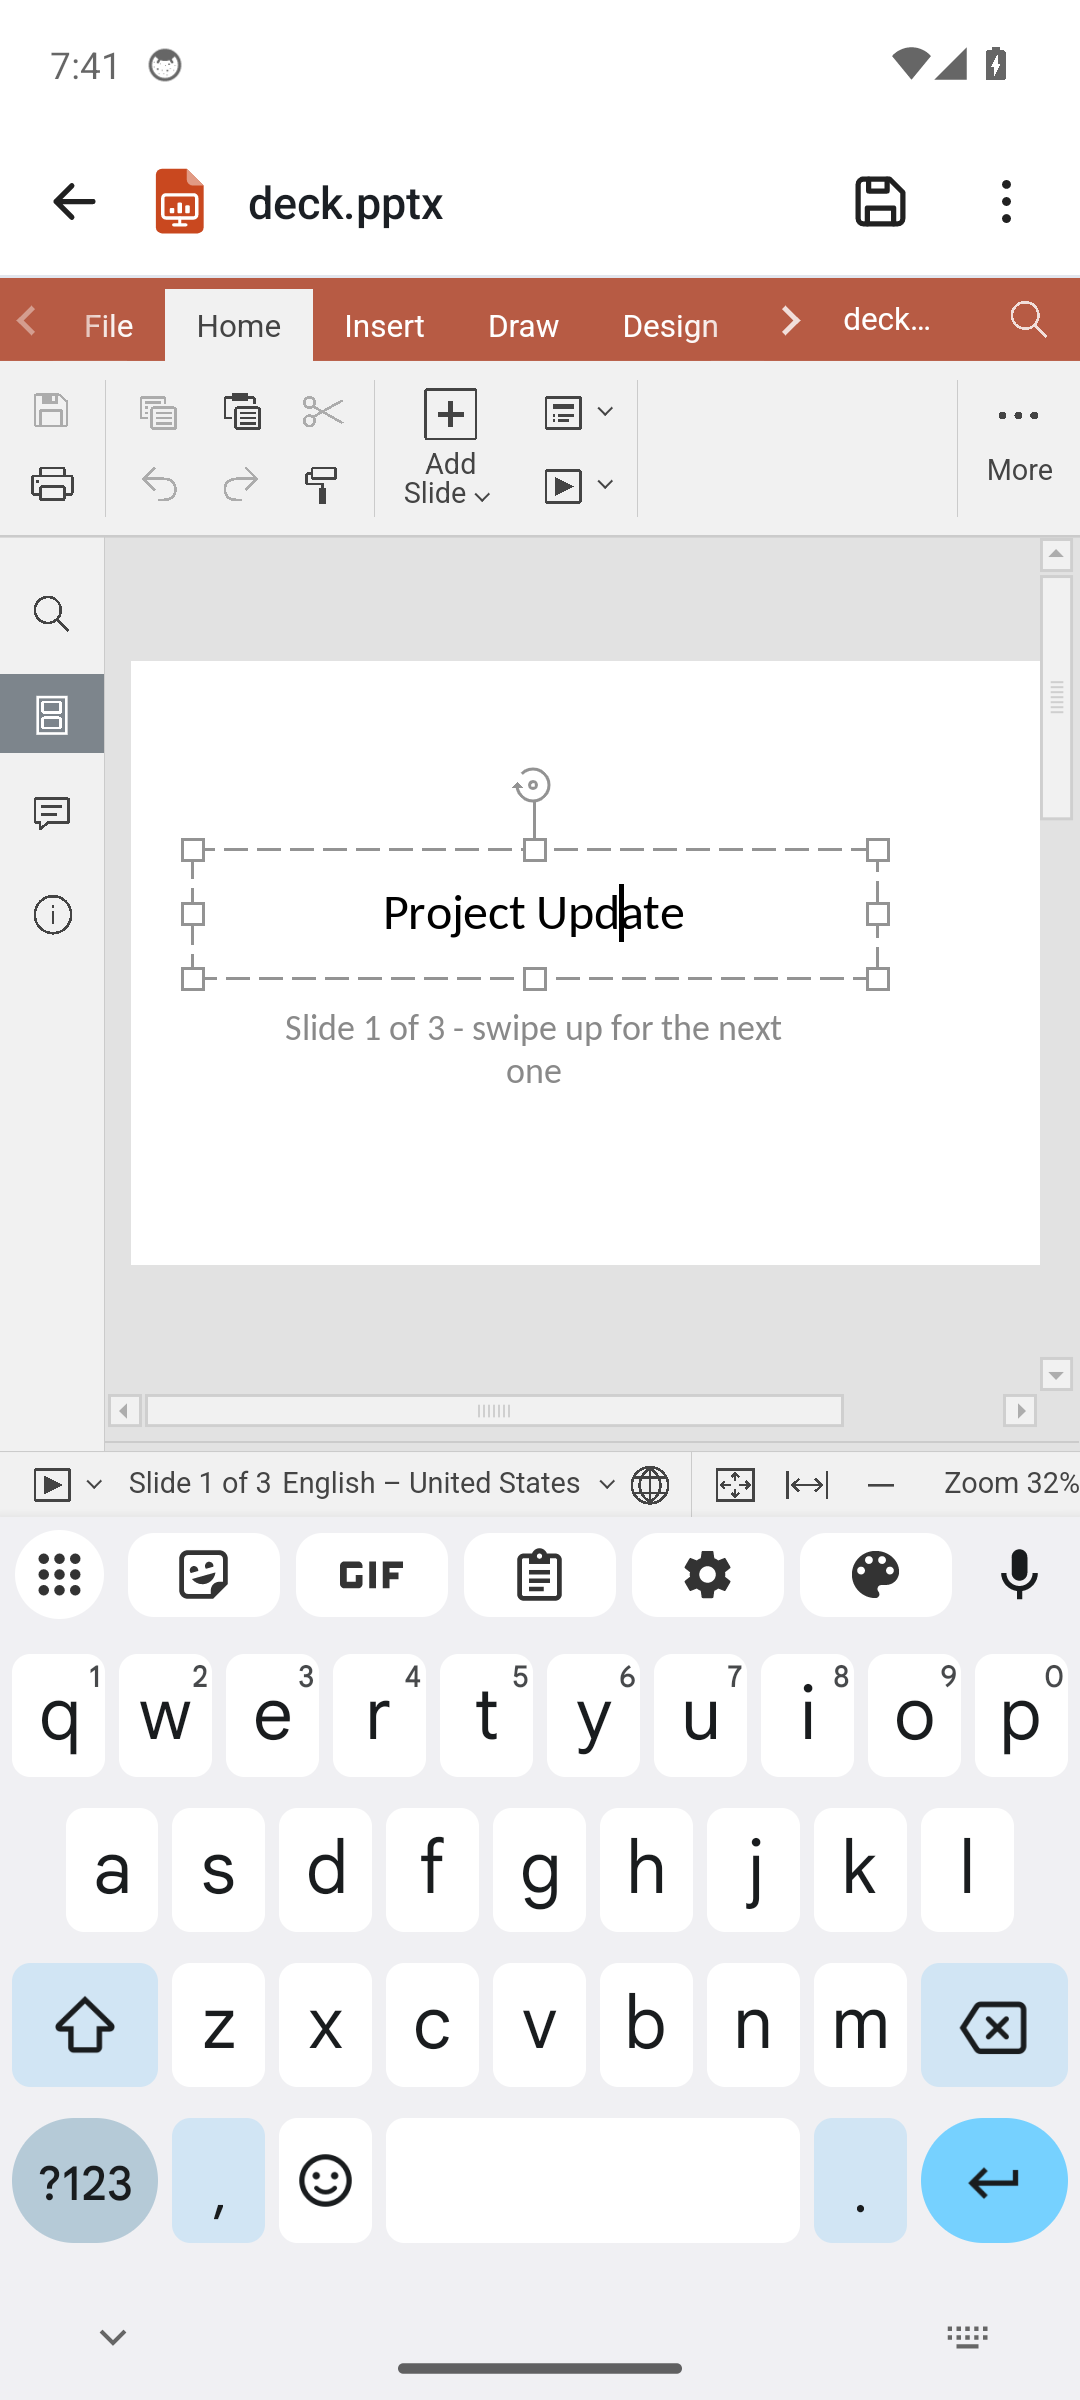 7:41
deck.pptx
File Home Insert Draw Design deck...
Add
Slide
More
Project Update
Slide 1 of 3 - swipe up for the next
one
Slide 1 of 3 English – United States Zoom 32%
GIF
1 2 3 4 5 6 7 8 9 0
q w e r t y u i o p
a s d f g h j k l
z x c v b n m
?123 , .